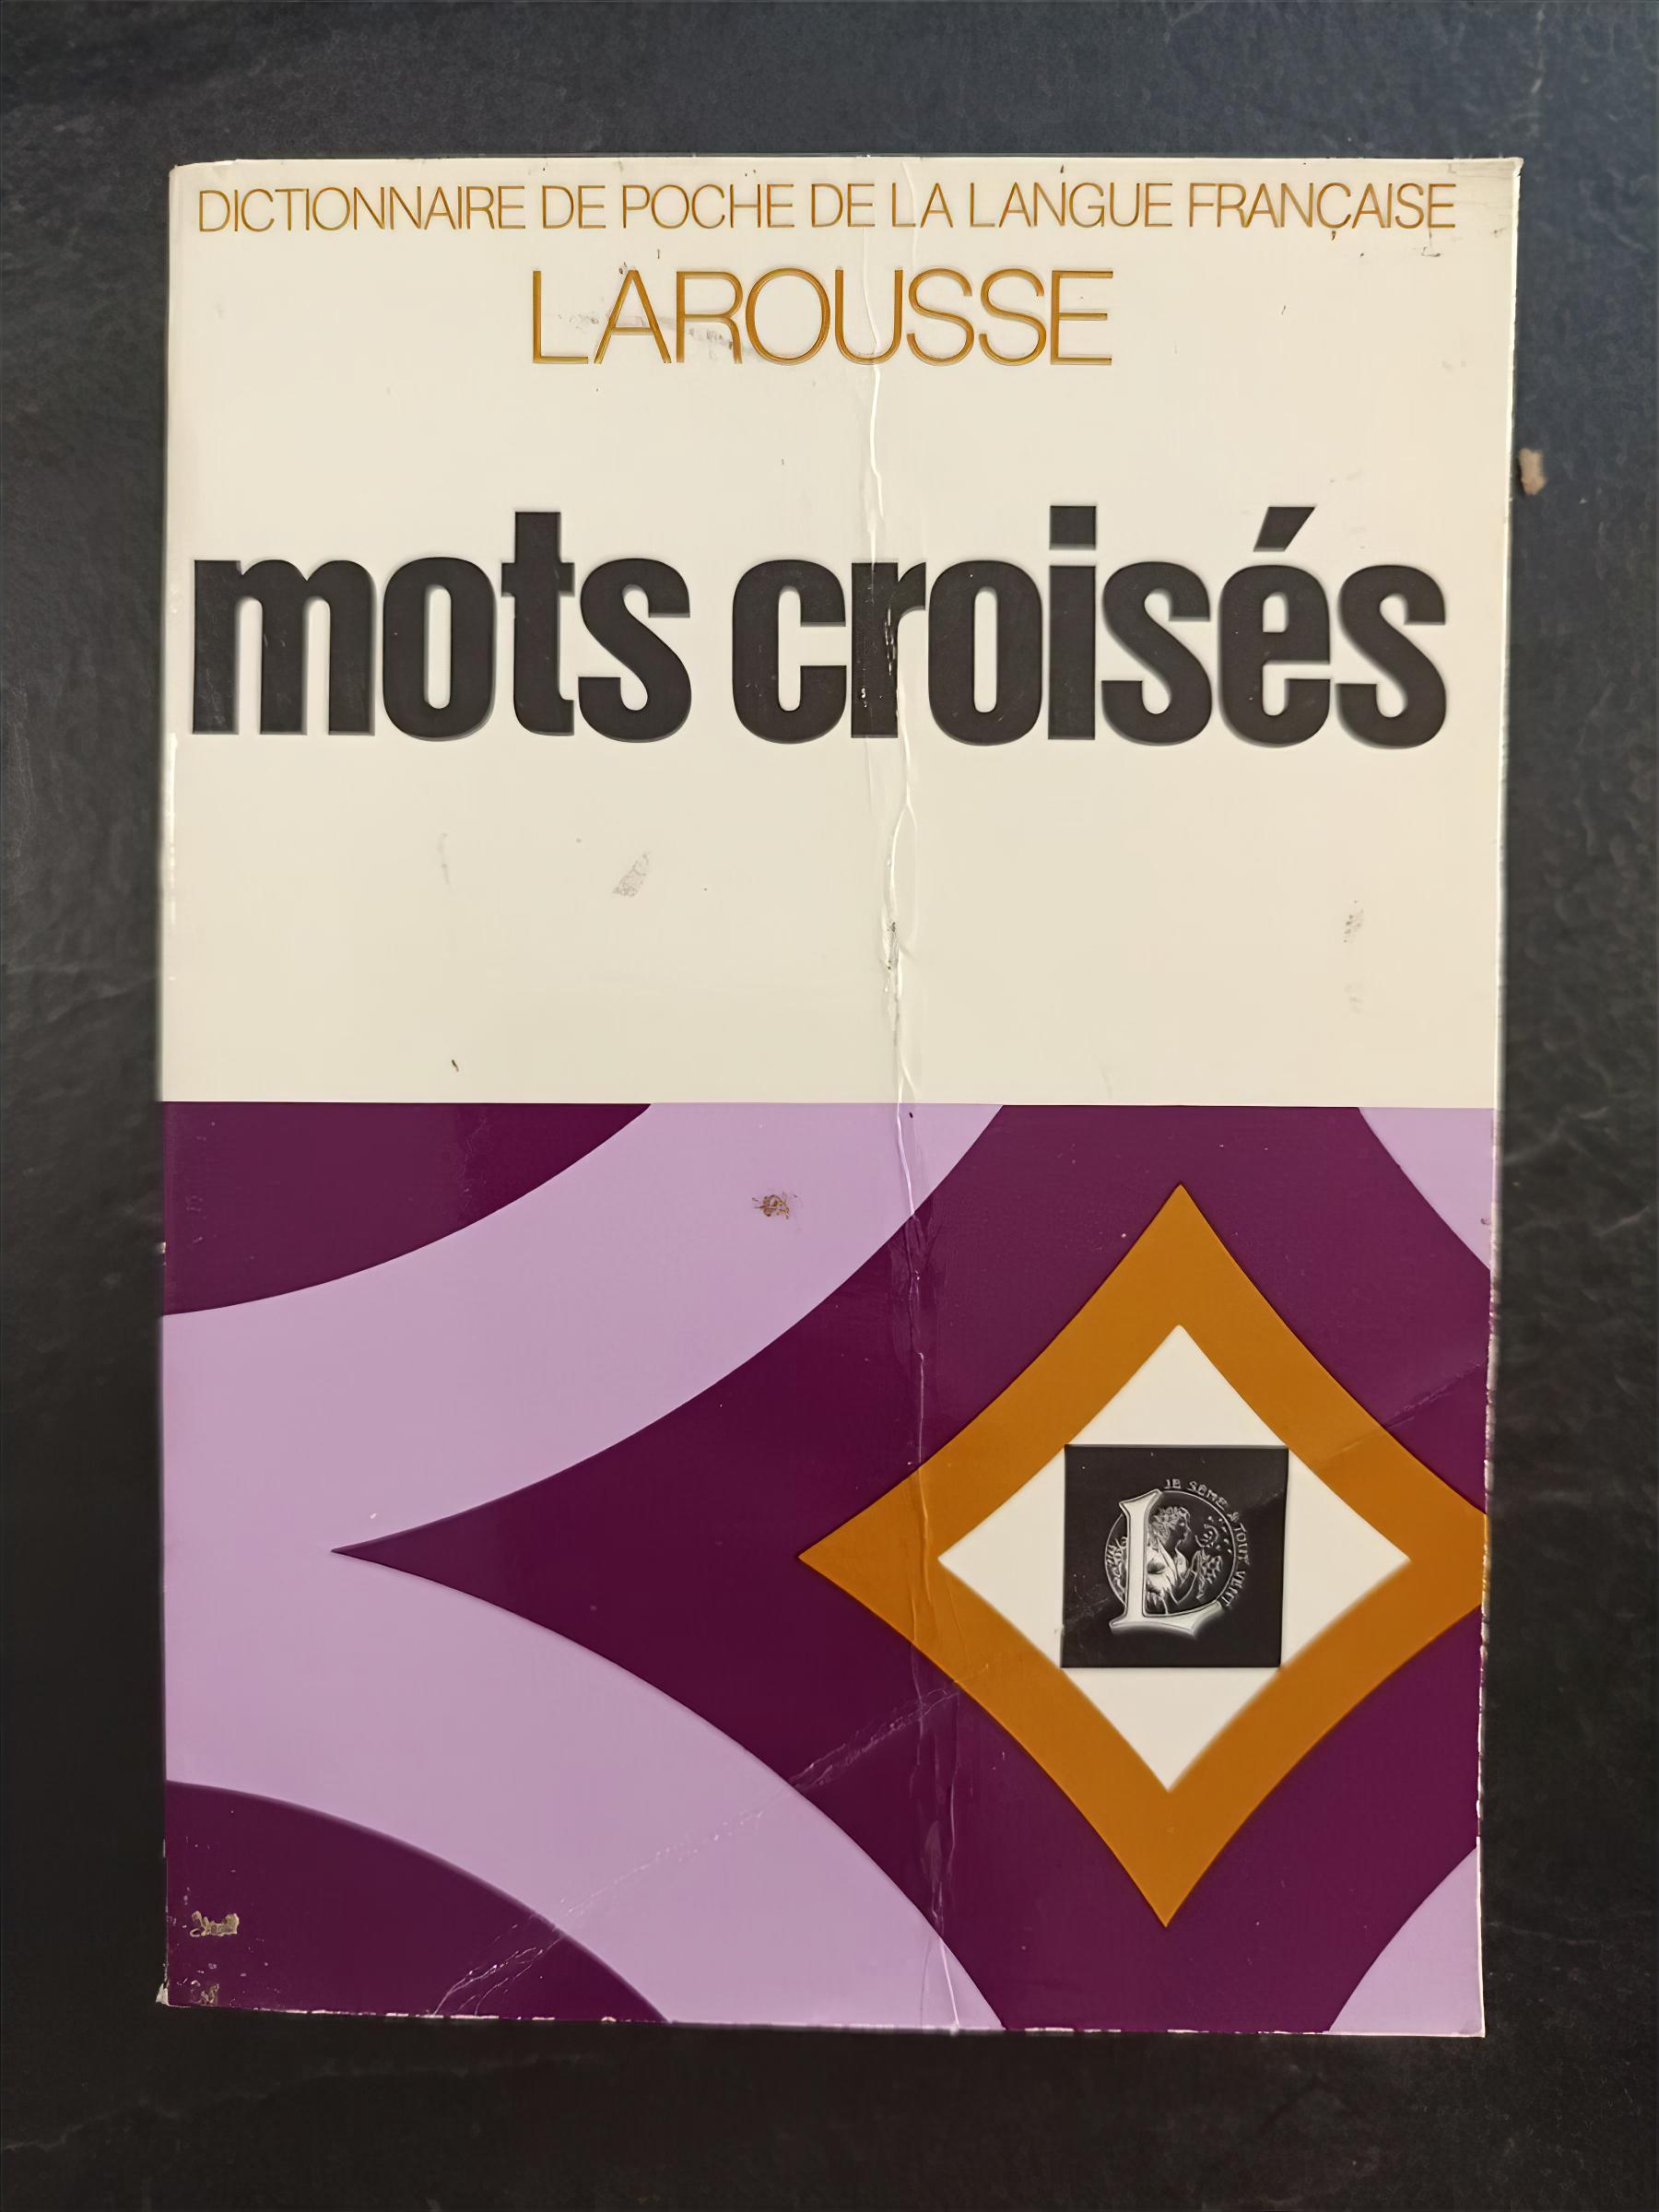 DICTIONNAIRE DE POCHE DE LA LANGUE FRANÇAISE
LAROUSSE
mots croisés
JE SÈME À TOUT VENT
L